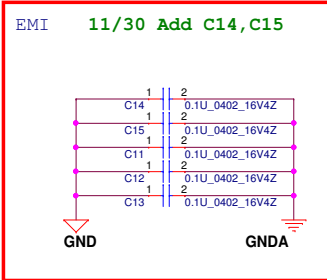 EMI 11/30 Add C14,C15
1 2
C14 0.1U_0402_16V4Z
1 2
C15 0.1U_0402_16V4Z
1 2
C11 0.1U_0402_16V4Z
1 2
C12 0.1U_0402_16V4Z
1 2
C13 0.1U_0402_16V4Z
GND GNDA